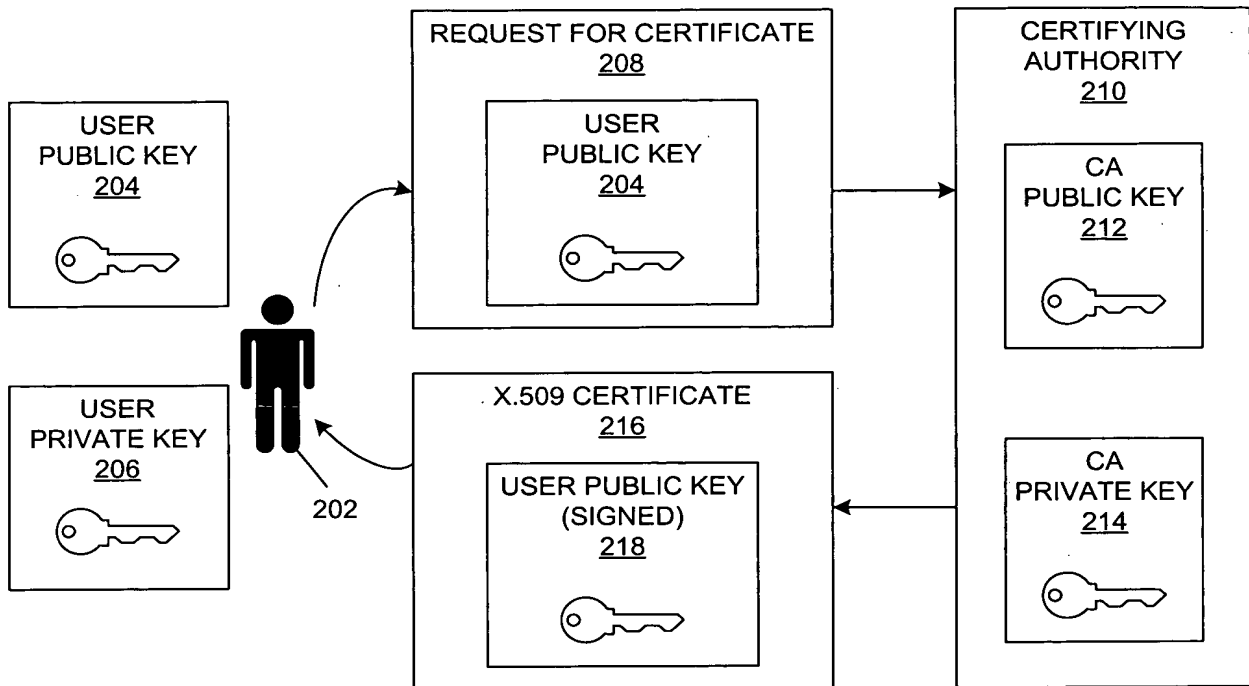 USER
PUBLIC KEY
204
USER
PRIVATE KEY
206
202
REQUEST FOR CERTIFICATE
208
USER
PUBLIC KEY
204
X.509 CERTIFICATE
216
USER PUBLIC KEY
(SIGNED)
218
CERTIFYING
AUTHORITY
210
CA
PUBLIC KEY
212
CA
PRIVATE KEY
214